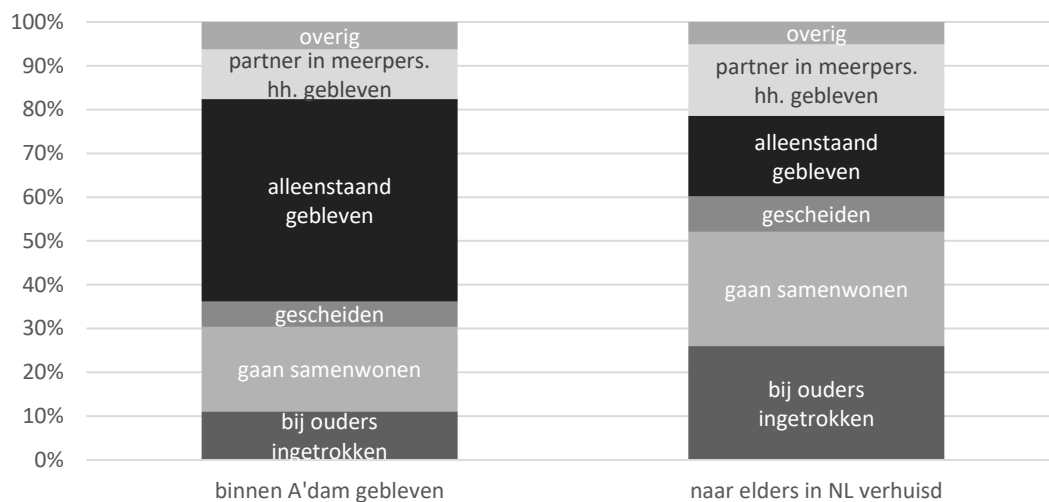 100%
90%
80%
70%
60%
50%
40%
30%
20%
10%
0%
overig
partner in meerpers.
hh. gebleven
alleenstaand
gebleven
gescheiden
gaan samenwonen
bij ouders
ingetrokken
binnen A'dam gebleven
overig
partner in meerpers.
hh. gebleven
alleenstaand
gebleven
gescheiden
gaan samenwonen
bij ouders
ingetrokken
naar elders in NL verhuisd